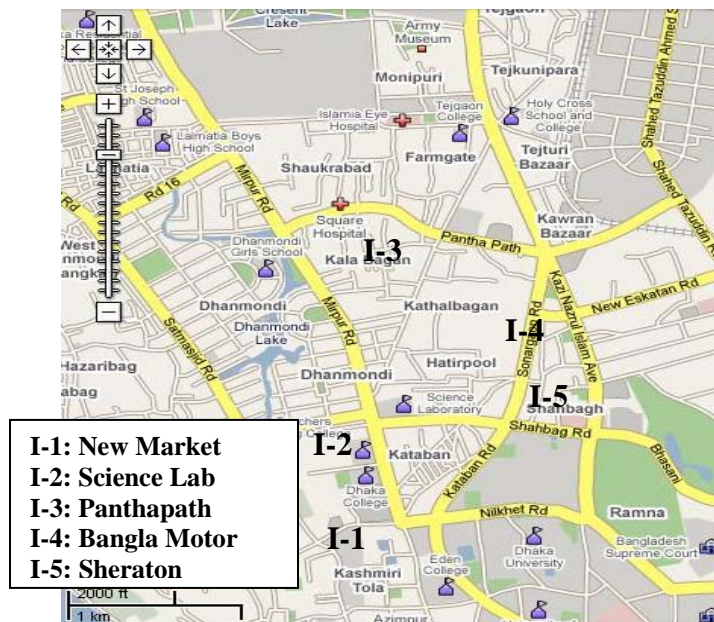 Crescent
Lake
Army
Museum
Tejgaon
Monipuri
Tejkunipara
St Joseph
High School
Islamia Eye
Hospital
Tejgaon
College
Holy Cross
School and
College
Lalmatia Boys
High School
Farmgate
Tejturi
Bazaar
Shahed Tazuddin Ahmed S
Lalmatia
Rd 16
Mirpur Rd
Shaukrabad
Square
Hospital
Kawran
Bazaar
Shahed Tazuddin
West
Dhanmondi
Girls School
I-3
Kala Bagan
Pantha Path
Dhanmondi
Kathalbagan
Kazi Nazrul Islam Ave
New Eskatan Rd
Dhanmondi
Lake
Mirpur Rd
I-4
Sonargaon Rd
Satmasjid Rd
Hazaribag
Hatirpool
Dhanmondi
I-5
Shahbagh
Science
Laboratory
Shahbag Rd
I-2
Kataban
Kataban Rd
Bhasani
Dhaka
College
Nilkhet Rd
Ramna
I-1
Dhaka
University
Bangladesh
Supreme Court
Eden
College
Kashmiri
Tola
Azimpur
I-1: New Market
I-2: Science Lab
I-3: Panthapath
I-4: Bangla Motor
I-5: Sheraton
2000 ft
1 km